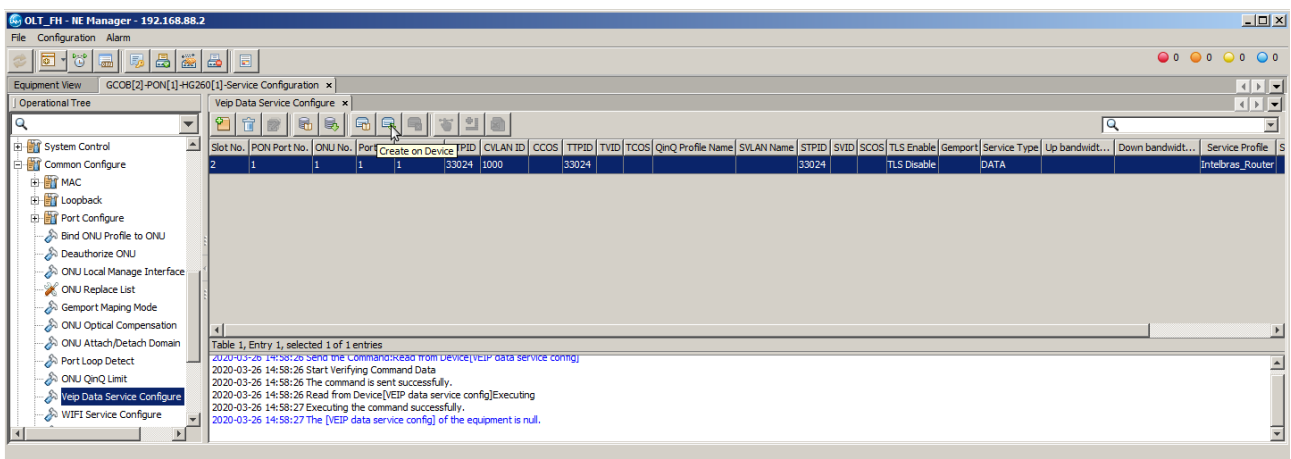 OLT_FH - NE Manager - 192.168.88.2
File Configuration Alarm
0 0 0 0
Equipment View GCOB[2]-PON[1]-HG260[1]-Service Configuration
Operational Tree
Veip Data Service Configure
System Control
Common Configure
MAC
Loopback
Port Configure
Bind ONU Profile to ONU
Deauthorize ONU
ONU Local Manage Interface
ONU Replace List
Gemport Maping Mode
ONU Optical Compensation
ONU Attach/Detach Domain
Port Loop Detect
ONU QinQ Limit
Veip Data Service Configure
WIFI Service Configure
Slot No. PON Port No. ONU No. Port PID CVLAN ID CCOS TTPID TVID TCOS QinQ Profile Name SVLAN Name STPID SVID SCOS TLS Enable Gemport Service Type Up bandwidt... Down bandwidt... Service Profile S
Create on Device
2 1 1 1 1 33024 1000 33024 33024 TLS Disable DATA Intelbras_Router
Table 1, Entry 1, selected 1 of 1 entries
2020-03-26 14:58:26 Send the Command:Read from Device[VEIP data service config]
2020-03-26 14:58:26 Start Verifying Command Data
2020-03-26 14:58:26 The command is sent successfully.
2020-03-26 14:58:26 Read from Device[VEIP data service config]Executing
2020-03-26 14:58:27 Executing the command successfully.
2020-03-26 14:58:27 The [VEIP data service config] of the equipment is null.